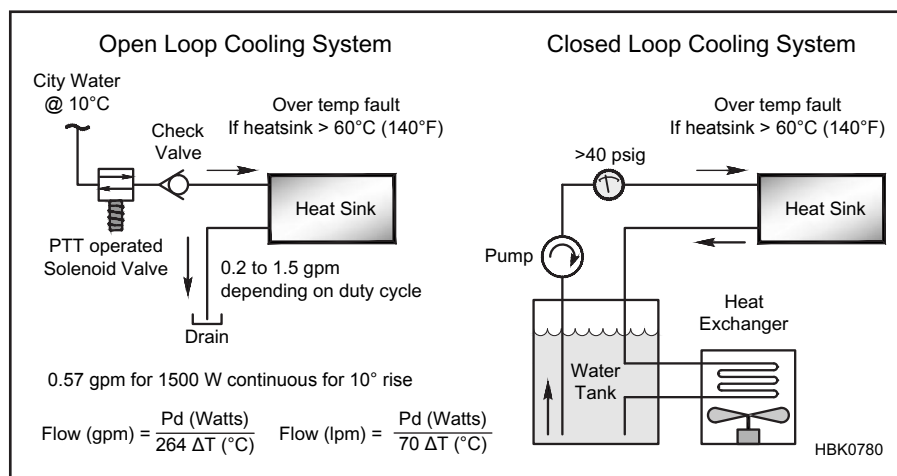 Open Loop Cooling System
City Water
@ 10°C
Check
Valve
Over temp fault
If heatsink > 60°C (140°F)
Heat Sink
PTT operated
Solenoid Valve
0.2 to 1.5 gpm
depending on duty cycle
Drain
0.57 gpm for 1500 W continuous for 10° rise
Flow (gpm) = Pd (Watts) / 264 ΔT (°C)
Flow (lpm) = Pd (Watts) / 70 ΔT (°C)
Closed Loop Cooling System
Over temp fault
If heatsink > 60°C (140°F)
>40 psig
Heat Sink
Pump
Heat
Exchanger
Water
Tank
HBK0780